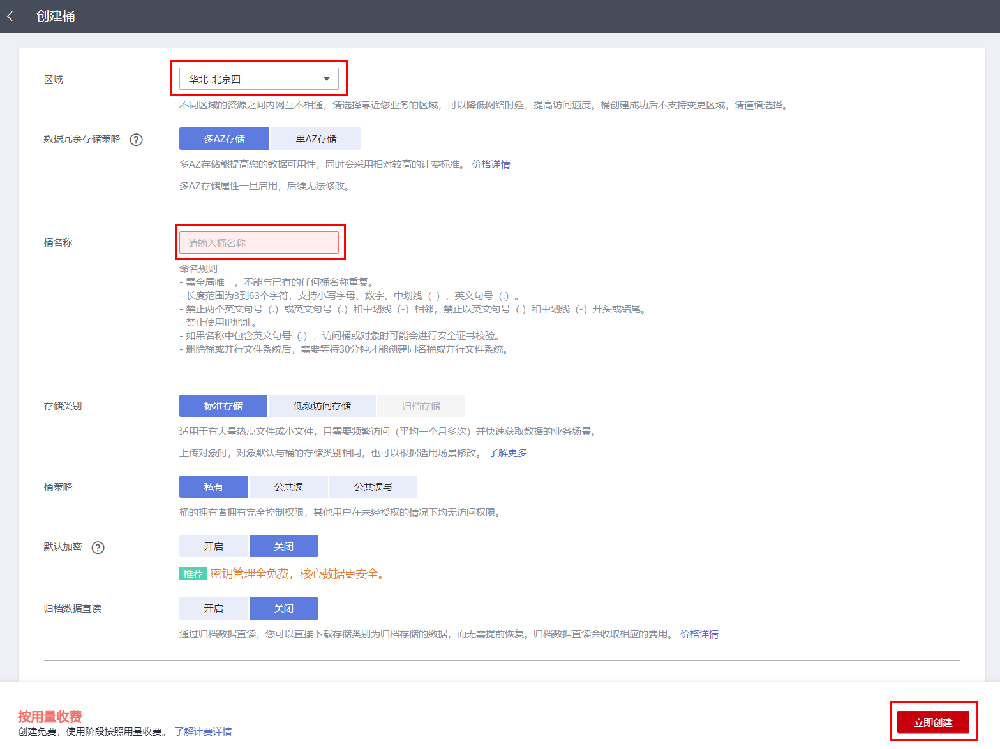 创建桶
区域
华北-北京四
不同区域的资源之间内网互不相通，请选择靠近您业务的区域，可以降低网络时延，提高访问速度。桶创建成功后不支持变更区域，请谨慎选择。
数据冗余存储策略 ?
多AZ存储 单AZ存储
多AZ存储能提高您的数据可用性，同时会采用相对较高的计费标准。 价格详情
多AZ存储属性一旦启用，后续无法修改。
桶名称
请输入桶名称
命名规则
- 需全局唯一，不能与已有的任何桶名称重复。
- 长度范围为3到63个字符，支持小写字母、数字、中划线（-）、英文句号（.）。
- 禁止两个英文句号（.）或英文句号（.）和中划线（-）相邻，禁止以英文句号（.）和中划线（-）开头或结尾。
- 禁止使用IP地址。
- 如果名称中包含英文句号（.），访问桶或对象时可能会进行安全证书校验。
- 删除桶或并行文件系统后，需要等待30分钟才能创建同名桶或并行文件系统。
存储类别
标准存储 低频访问存储 归档存储
适用于有大量热点文件或小文件，且需要频繁访问（平均一个月多次）并快速获取数据的业务场景。
上传对象时，对象默认与桶的存储类别相同，也可以根据适用场景修改。 了解更多
桶策略
私有 公共读 公共读写
桶的拥有者拥有完全控制权限，其他用户在未经授权的情况下均无访问权限。
默认加密 ?
开启 关闭
推荐 密钥管理全免费，核心数据更安全。
归档数据直读
开启 关闭
通过归档数据直读，您可以直接下载存储类别为归档存储的数据，而无需提前恢复。归档数据直读会收取相应的费用。 价格详情
按用量收费
创建免费，使用阶段按照用量收费。 了解计费详情
立即创建